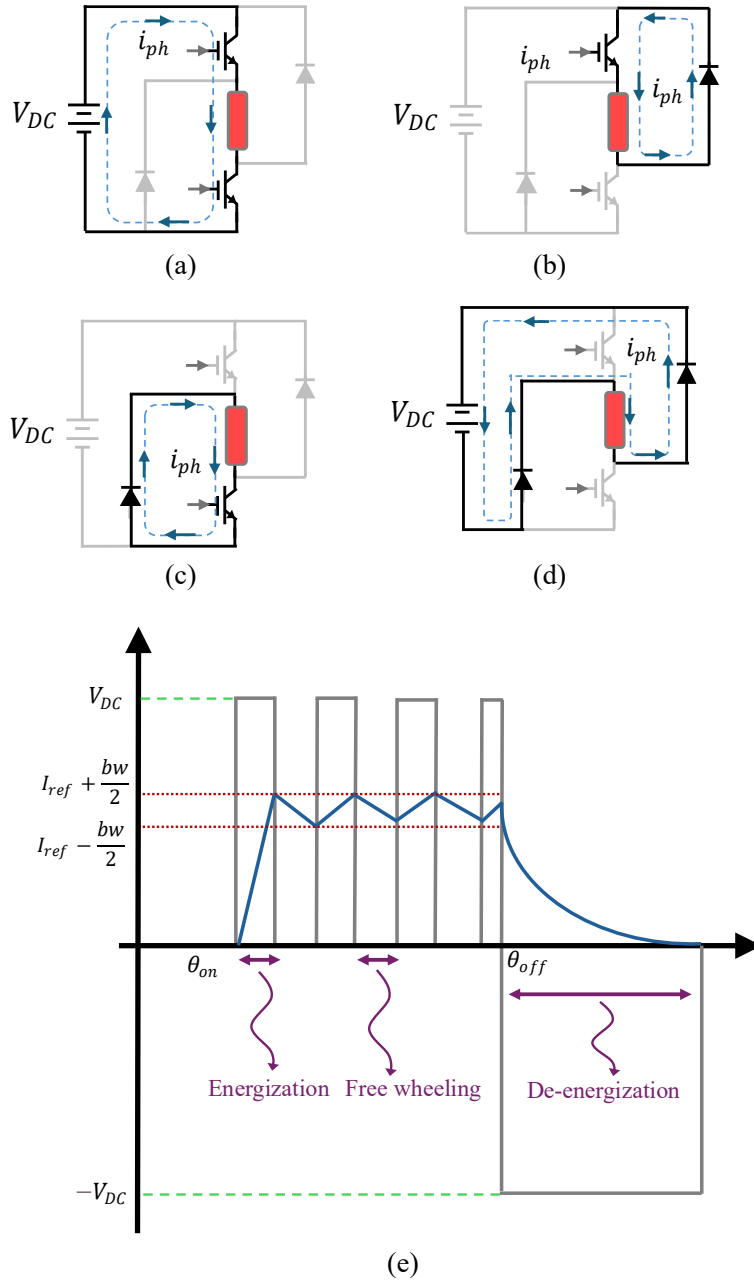 i_ph
V_DC
(a)
i_ph
i_ph
V_DC
(b)
V_DC
i_ph
(c)
i_ph
V_DC
(d)
V_DC
I_ref + bw/2
I_ref − bw/2
θ_on
θ_off
Energization
Free wheeling
De-energization
−V_DC
(e)